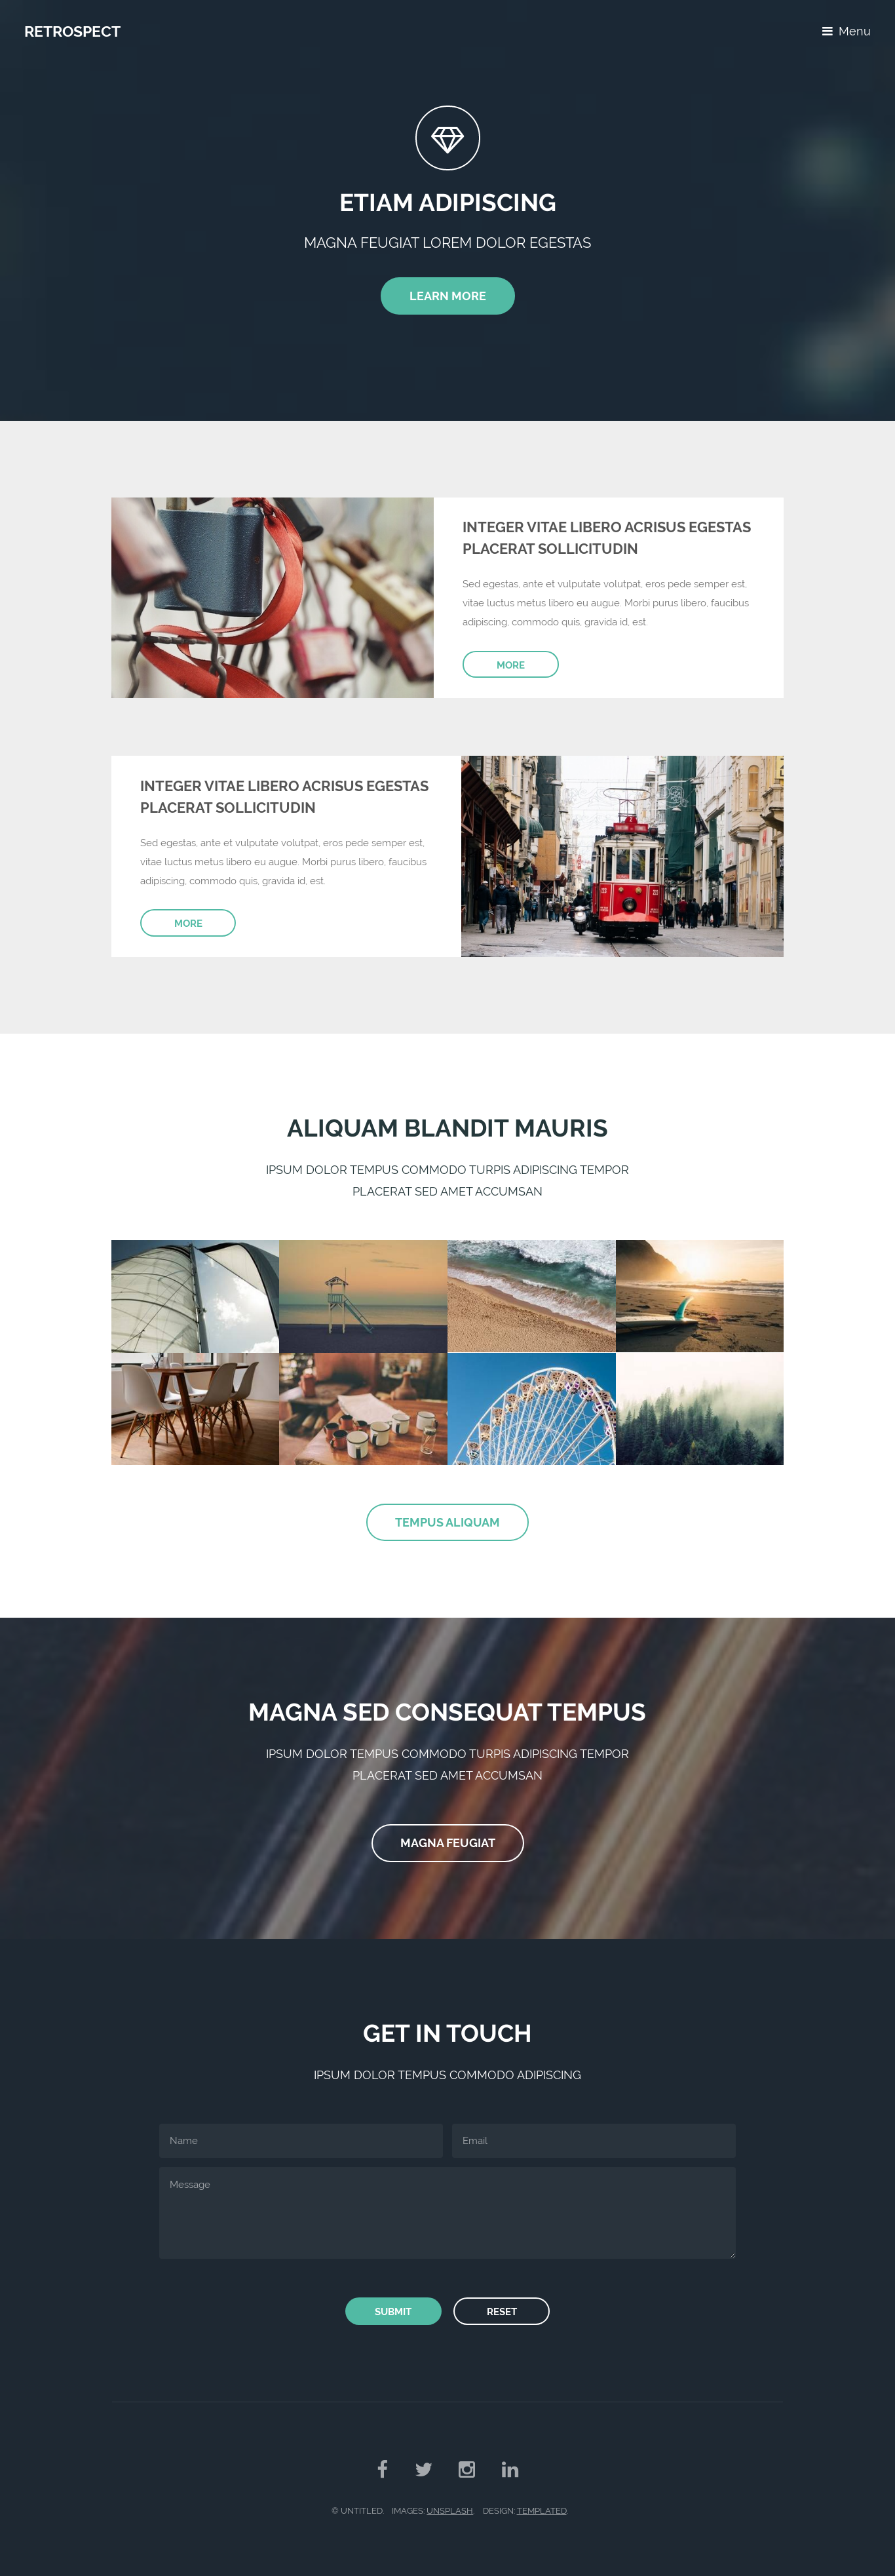 RETROSPECT
Menu
ETIAM ADIPISCING
MAGNA FEUGIAT LOREM DOLOR EGESTAS
LEARN MORE
INTEGER VITAE LIBERO ACRISUS EGESTAS
PLACERAT SOLLICITUDIN
Sed egestas, ante et vulputate volutpat, eros pede semper est,
vitae luctus metus libero eu augue. Morbi purus libero, faucibus
adipiscing, commodo quis, gravida id, est.
MORE
INTEGER VITAE LIBERO ACRISUS EGESTAS
PLACERAT SOLLICITUDIN
Sed egestas, ante et vulputate volutpat, eros pede semper est,
vitae luctus metus libero eu augue. Morbi purus libero, faucibus
adipiscing, commodo quis, gravida id, est.
MORE
ALIQUAM BLANDIT MAURIS
IPSUM DOLOR TEMPUS COMMODO TURPIS ADIPISCING TEMPOR
PLACERAT SED AMET ACCUMSAN
TEMPUS ALIQUAM
MAGNA SED CONSEQUAT TEMPUS
IPSUM DOLOR TEMPUS COMMODO TURPIS ADIPISCING TEMPOR
PLACERAT SED AMET ACCUMSAN
MAGNA FEUGIAT
GET IN TOUCH
IPSUM DOLOR TEMPUS COMMODO ADIPISCING
Name
Email
Message
SUBMIT
RESET
© UNTITLED. IMAGES: UNSPLASH. DESIGN: TEMPLATED.